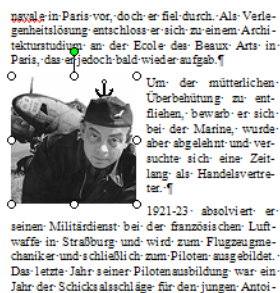 navale in Paris vor, doch er fiel durch. Als Verle-
genheitslösung entschloss er sich zu einem Archi-
tekturstudium an der Ecole des Beaux Arts in
Paris, das er jedoch bald wieder aufgab.¶
Um der mütterlichen
Überbehütung zu ent-
fliehen, bewarb er sich
bei der Marine, wurde
aber abgelehnt und ver-
suchte sich eine Zeit-
lang als Handelsvertre-
ter.¶
1921-23 absolviert er
seinen Militärdienst bei der französischen Luft-
waffe in Straßburg und wird zum Flugzeugme-
chaniker und schließlich zum Piloten ausgebildet.
Das letzte Jahr seiner Pilotenausbildung war ein
Jahr der Schicksalsschläge für den jungen Antoi-